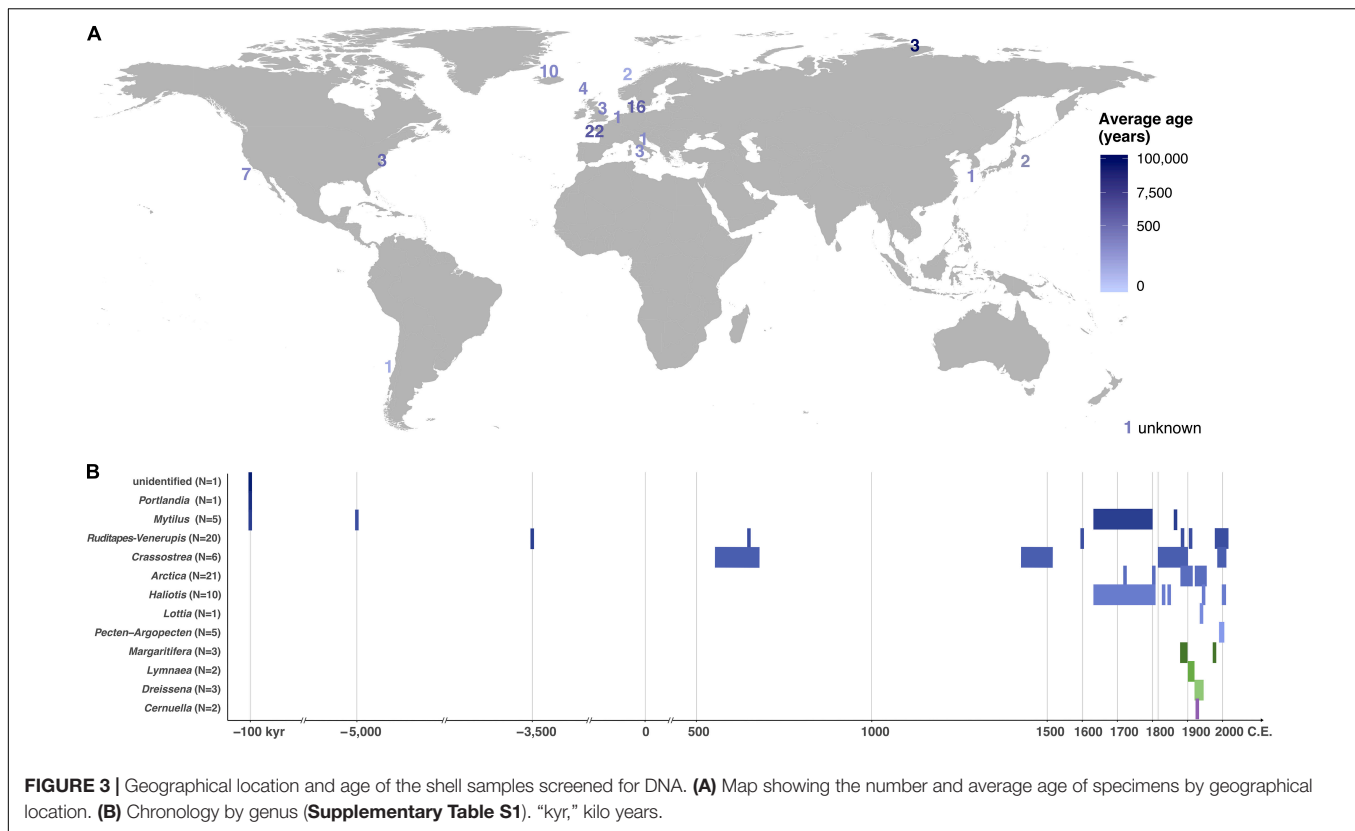 A
3
10
2
4
3
16
1
22
1
3
3
7
2
1
1
Average age
(years)
100,000
7,500
500
0
1 unknown
B
unidentified (N=1)
Portlandia (N=1)
Mytilus (N=5)
Ruditapes-Venerupis (N=20)
Crassostrea (N=6)
Arctica (N=21)
Haliotis (N=10)
Lottia (N=1)
Pecten–Argopecten (N=5)
Margaritifera (N=3)
Lymnaea (N=2)
Dreissena (N=3)
Cernuella (N=2)
−100 kyr −5,000 −3,500 0 500 1000 1500 1600 1700 1800 1900 2000 C.E.
FIGURE 3 | Geographical location and age of the shell samples screened for DNA. (A) Map showing the number and average age of specimens by geographical
location. (B) Chronology by genus (Supplementary Table S1). “kyr,” kilo years.